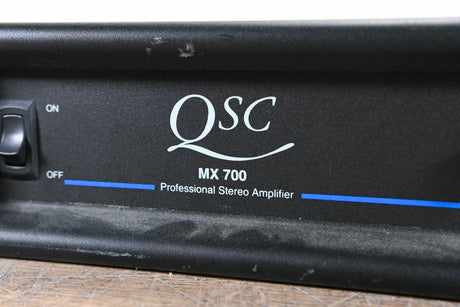 ON
QSC
MX 700
OFF
Professional Stereo Amplifier